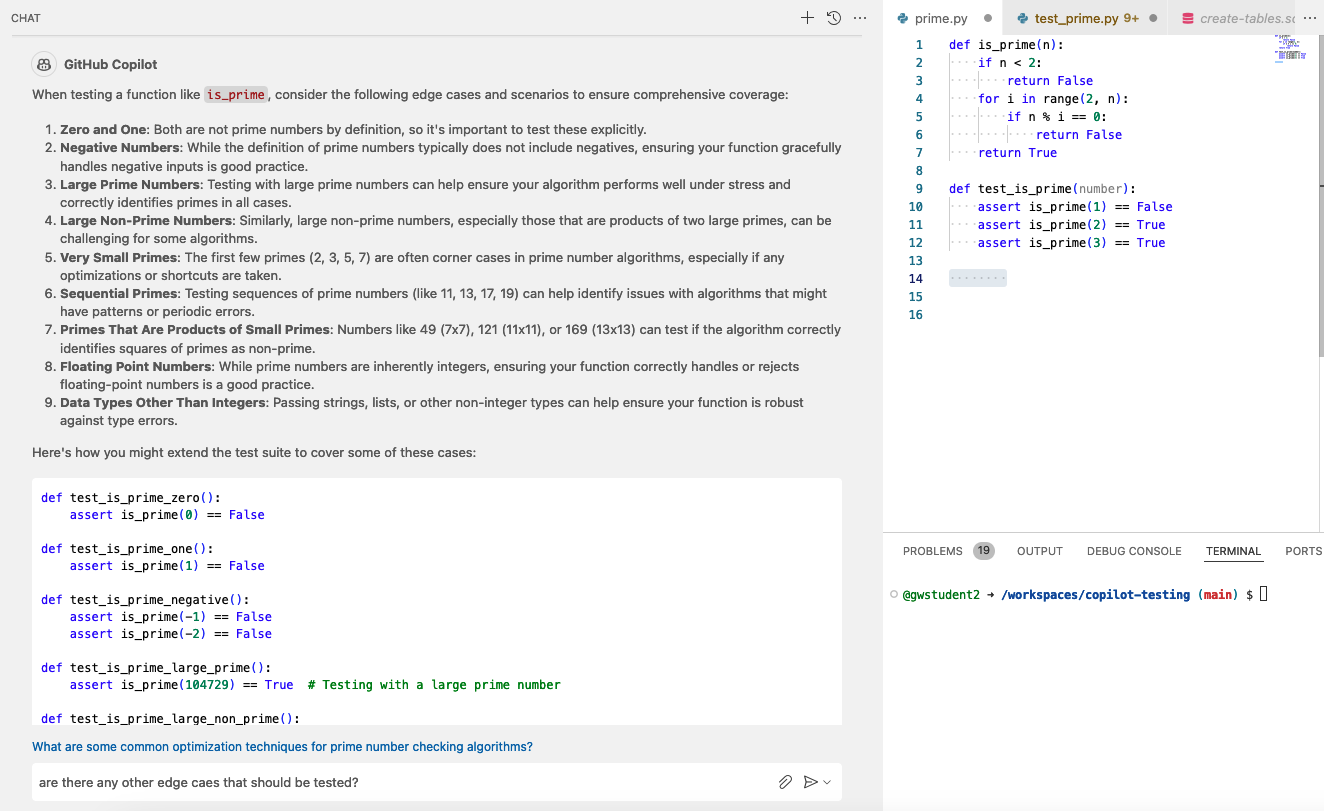 CHAT
GitHub Copilot
When testing a function like is_prime, consider the following edge cases and scenarios to ensure comprehensive coverage:
1. Zero and One: Both are not prime numbers by definition, so it's important to test these explicitly.
2. Negative Numbers: While the definition of prime numbers typically does not include negatives, ensuring your function gracefully
handles negative inputs is good practice.
3. Large Prime Numbers: Testing with large prime numbers can help ensure your algorithm performs well under stress and
correctly identifies primes in all cases.
4. Large Non-Prime Numbers: Similarly, large non-prime numbers, especially those that are products of two large primes, can be
challenging for some algorithms.
5. Very Small Primes: The first few primes (2, 3, 5, 7) are often corner cases in prime number algorithms, especially if any
optimizations or shortcuts are taken.
6. Sequential Primes: Testing sequences of prime numbers (like 11, 13, 17, 19) can help identify issues with algorithms that might
have patterns or periodic errors.
7. Primes That Are Products of Small Primes: Numbers like 49 (7x7), 121 (11x11), or 169 (13x13) can test if the algorithm correctly
identifies squares of primes as non-prime.
8. Floating Point Numbers: While prime numbers are inherently integers, ensuring your function correctly handles or rejects
floating-point numbers is a good practice.
9. Data Types Other Than Integers: Passing strings, lists, or other non-integer types can help ensure your function is robust
against type errors.
Here's how you might extend the test suite to cover some of these cases:
def test_is_prime_zero():
    assert is_prime(0) == False
def test_is_prime_one():
    assert is_prime(1) == False
def test_is_prime_negative():
    assert is_prime(-1) == False
    assert is_prime(-2) == False
def test_is_prime_large_prime():
    assert is_prime(104729) == True  # Testing with a large prime number
def test_is_prime_large_non_prime():
What are some common optimization techniques for prime number checking algorithms?
are there any other edge caes that should be tested?
prime.py
test_prime.py 9+
create-tables.sq
1 def is_prime(n):
2     if n < 2:
3         return False
4     for i in range(2, n):
5         if n % i == 0:
6             return False
7     return True
8
9 def test_is_prime(number):
10     assert is_prime(1) == False
11     assert is_prime(2) == True
12     assert is_prime(3) == True
13
14
15
16
PROBLEMS 19 OUTPUT DEBUG CONSOLE TERMINAL PORTS
@gwstudent2 → /workspaces/copilot-testing (main) $